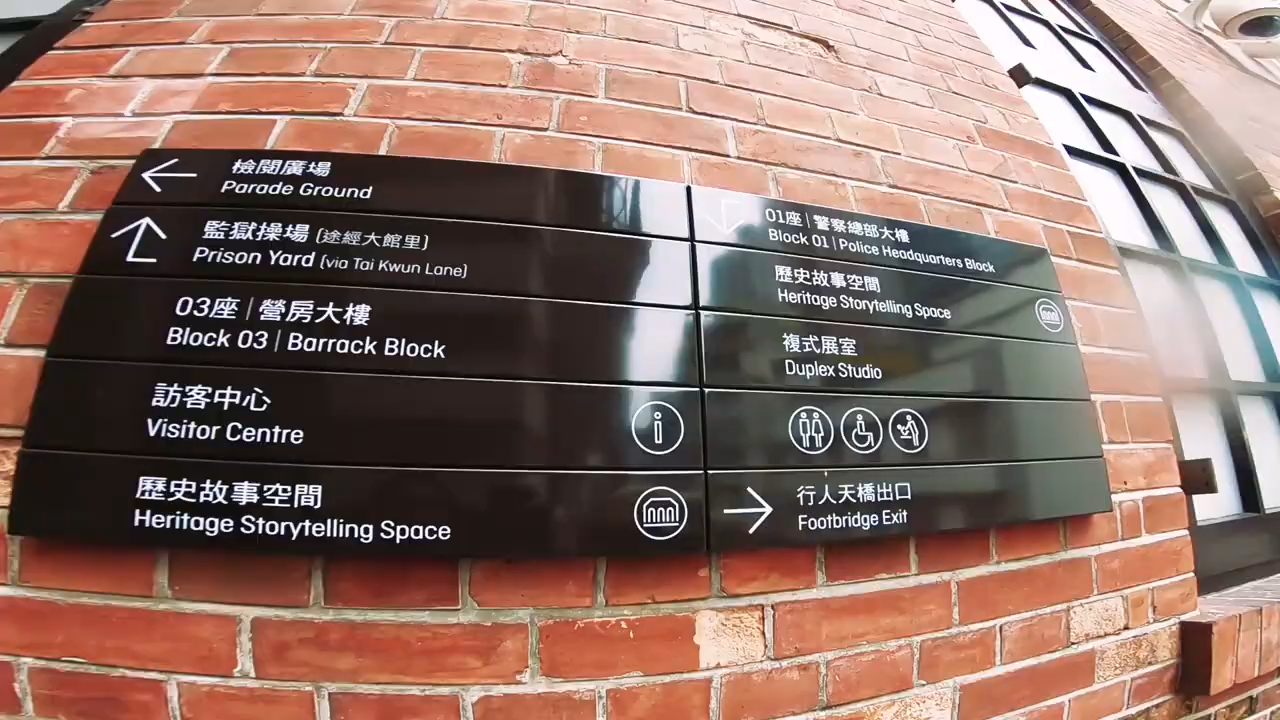 檢閱廣場
Parade Ground
監獄操場 (途經大館里)
Prison Yard (via Tai Kwun Lane)
03座 | 營房大樓
Block 03 | Barrack Block
訪客中心
Visitor Centre
歷史故事空間
Heritage Storytelling Space
01座 | 警察總部大樓
Block 01 | Police Headquarters Block
歷史故事空間
Heritage Storytelling Space
複式展室
Duplex Studio
行人天橋出口
Footbridge Exit